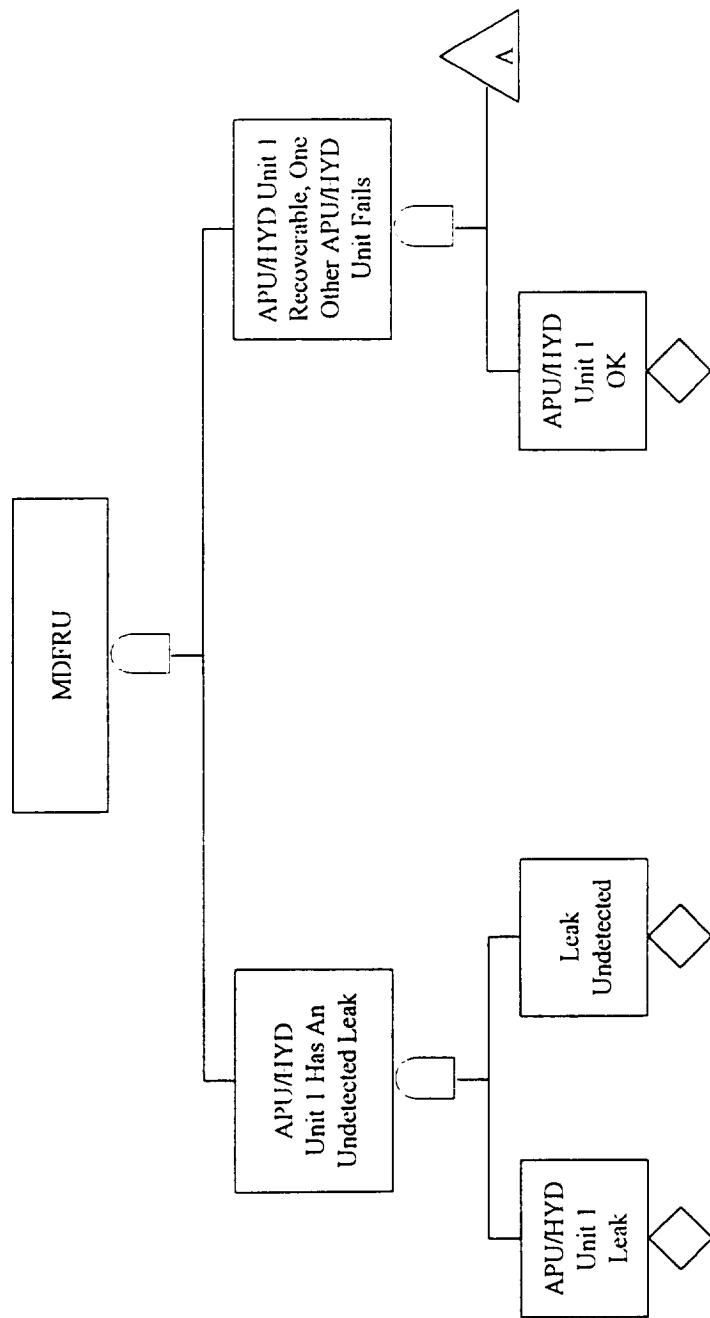 MDFRU
APU/HYD
Unit 1 Has An
Undetected Leak
APU/HYD Unit 1
Recoverable, One
Other APU/HYD
Unit Fails
APU/HYD
Unit 1
Leak
Leak
Undetected
APU/HYD
Unit 1
OK
A